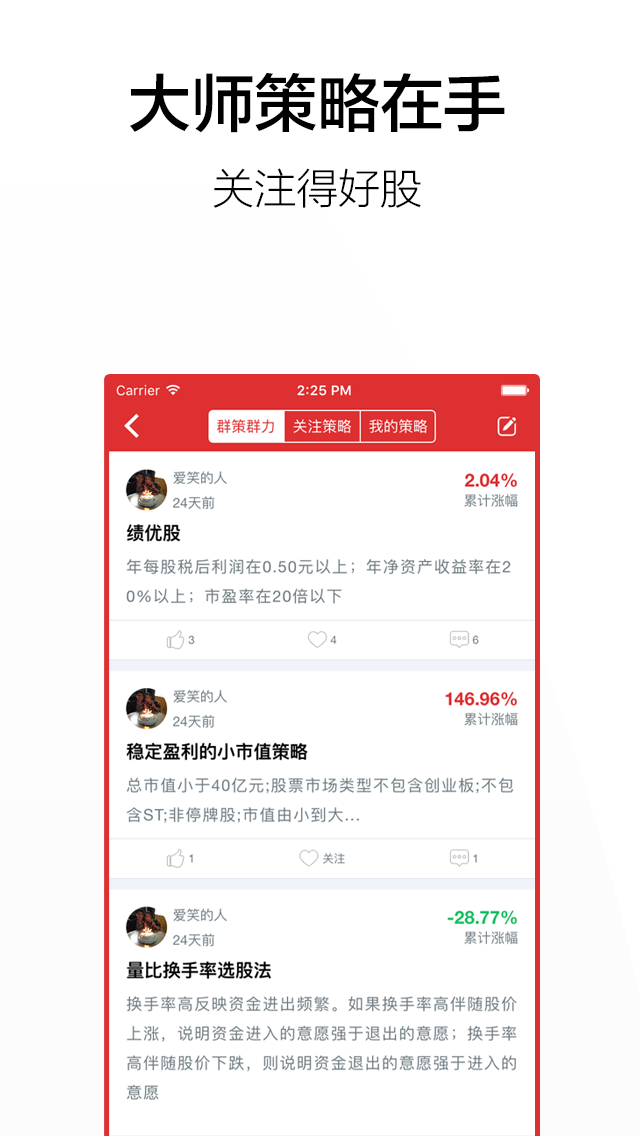 大师策略在手
关注得好股
Carrier 2:25 PM
群策群力 关注策略 我的策略
爱笑的人 2.04%
24天前 累计涨幅
绩优股
年每股税后利润在0.50元以上；年净资产收益率在2
0%以上；市盈率在20倍以下
3 4 6
爱笑的人 146.96%
24天前 累计涨幅
稳定盈利的小市值策略
总市值小于40亿元;股票市场类型不包含创业板;不包
含ST;非停牌股;市值由小到大...
1 关注 1
爱笑的人 -28.77%
24天前 累计涨幅
量比换手率选股法
换手率高反映资金进出频繁。如果换手率高伴随股价
上涨，说明资金进入的意愿强于退出的意愿；换手率
高伴随股价下跌，则说明资金退出的意愿强于进入的
意愿